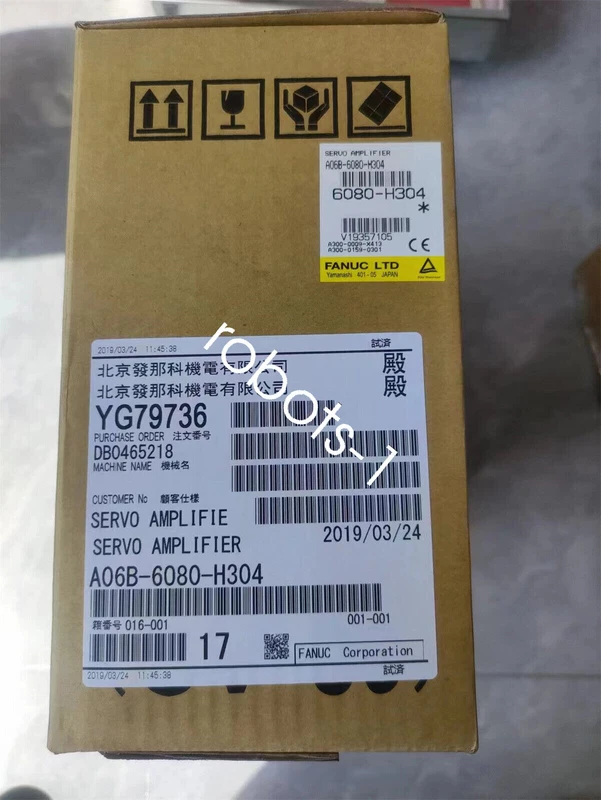 SERVO AMPLIFIER
A06B-6080-H304
6080-H304
*
V19357105
A300-0009-X413
A300-0159-0301
CE
FANUC LTD
Yamanashi 401-05 JAPAN
2019/03/24 11:45:38
試済
北京發那科機電有限公司 殿
北京發那科機電有限公司 殿
YG79736
PURCHASE ORDER 注文番号
DB0465218
MACHINE NAME 機械名
CUSTOMER No 顧客仕様
SERVO AMPLIFIE
2019/03/24
SERVO AMPLIFIER
A06B-6080-H304
箱番号 016-001
001-001
17
FANUC Corporation
2019/03/24 11:45:38
試済
robots-1